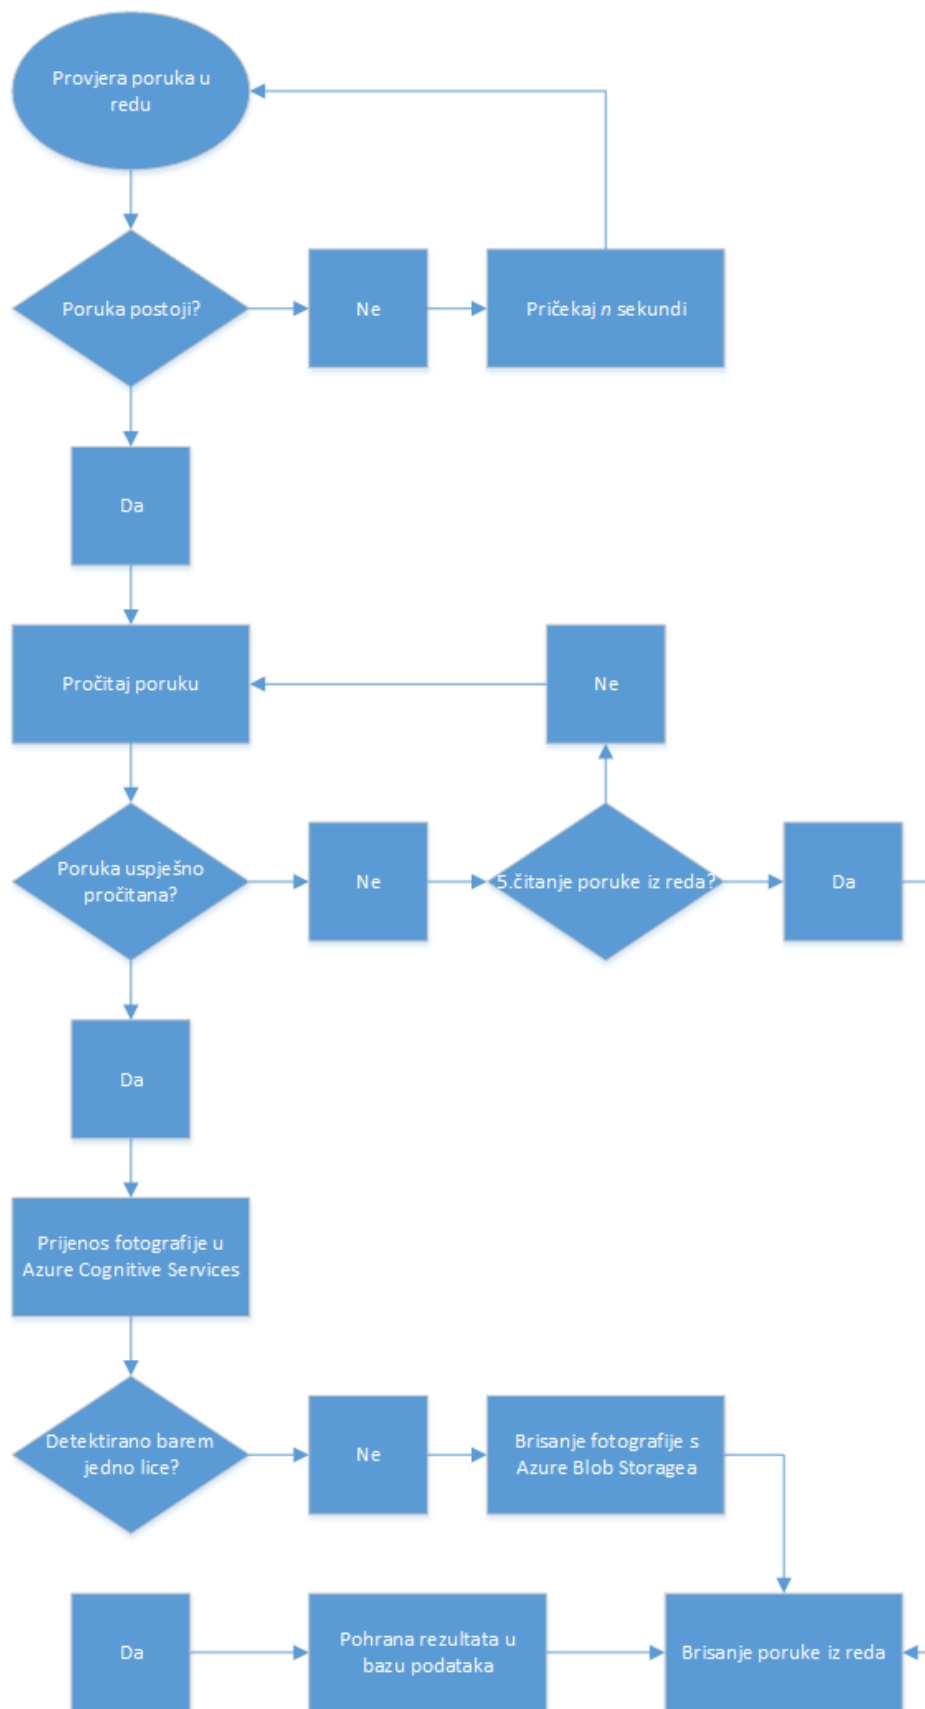 Provjera poruka u
redu
Poruka postoji?
Ne
Pričekaj n sekundi
Da
Pročitaj poruku
Ne
Poruka uspješno
pročitana?
Ne
5.čitanje poruke iz reda?
Da
Da
Prijenos fotografije u
Azure Cognitive Services
Detektirano barem
jedno lice?
Ne
Brisanje fotografije s
Azure Blob Storagea
Da
Pohrana rezultata u
bazu podataka
Brisanje poruke iz reda